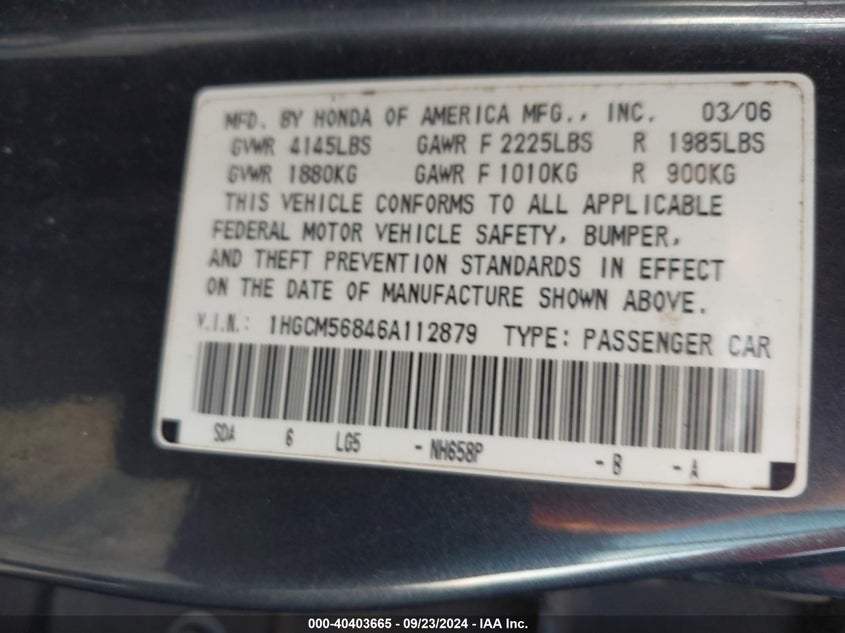 MFD. BY HONDA OF AMERICA MFG., INC. 03/06
GVWR 4145LBS GAWR F 2225LBS R 1985LBS
GVWR 1880KG GAWR F 1010KG R 900KG
THIS VEHICLE CONFORMS TO ALL APPLICABLE
FEDERAL MOTOR VEHICLE SAFETY, BUMPER,
AND THEFT PREVENTION STANDARDS IN EFFECT
ON THE DATE OF MANUFACTURE SHOWN ABOVE.
V.I.N.: 1HGCM56846A112879 TYPE: PASSENGER CAR
SDA 6 LG5 - NH658P - B - A
000-40403665 - 09/23/2024 - IAA Inc.